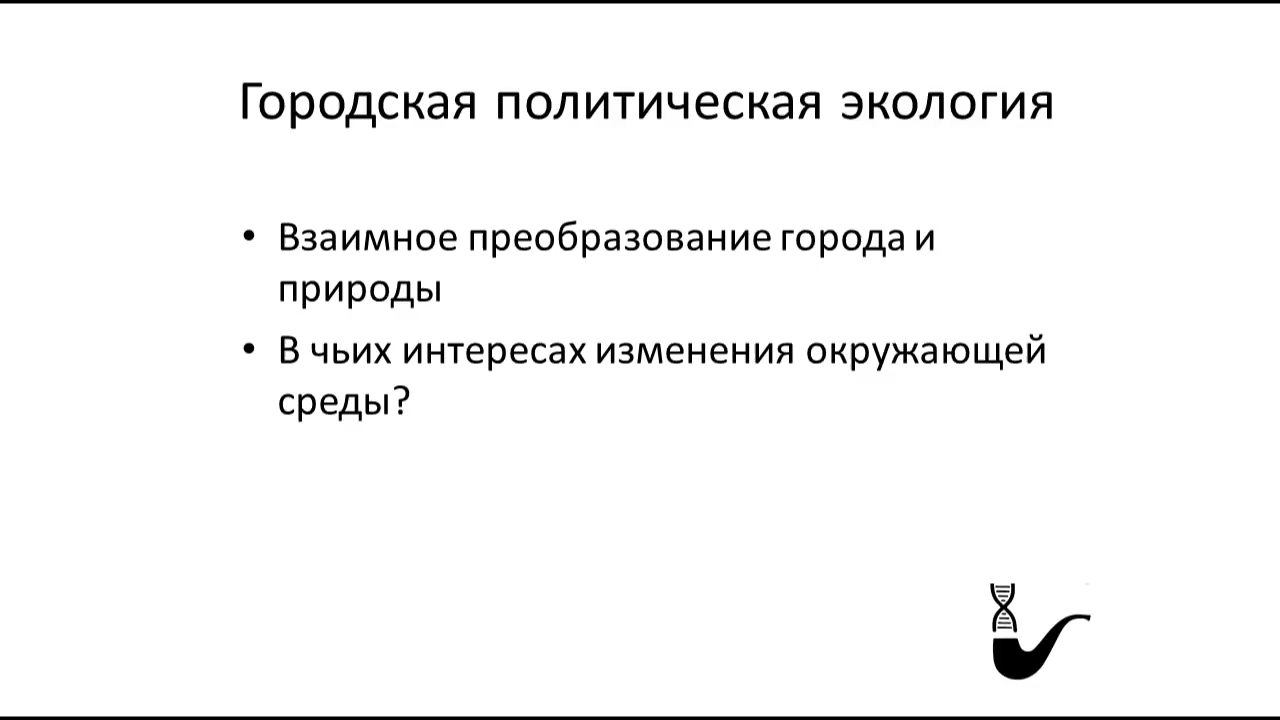 Городская политическая экология
• Взаимное преобразование города и
природы
• В чьих интересах изменения окружающей
среды?